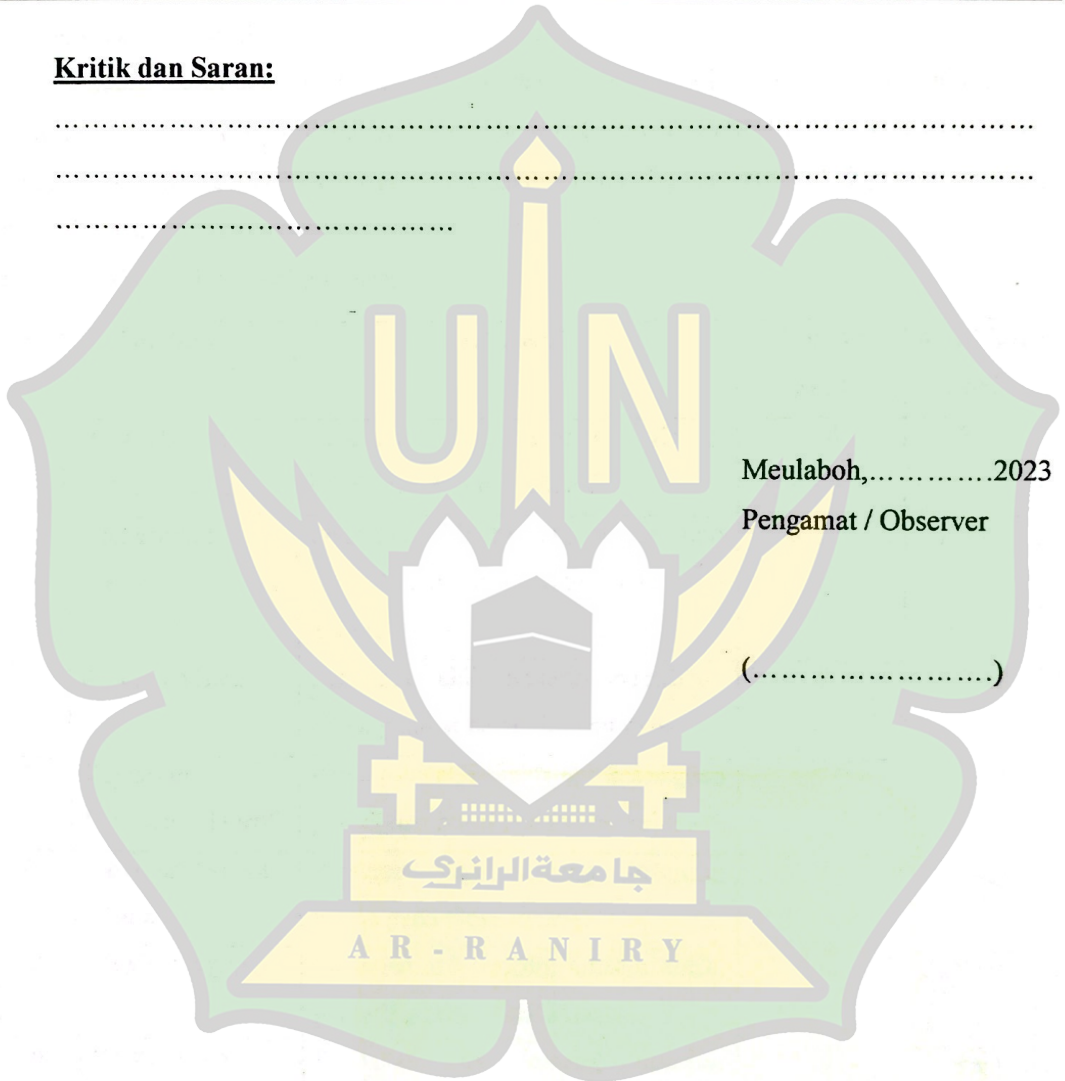 Kritik dan Saran:
………………………………………………………………………………………
………………………………………………………………………………………
…………………………………
UIN
Meulaboh,…………2023
Pengamat / Observer
(……………………)
جامعة الرانري
AR-RANIRY